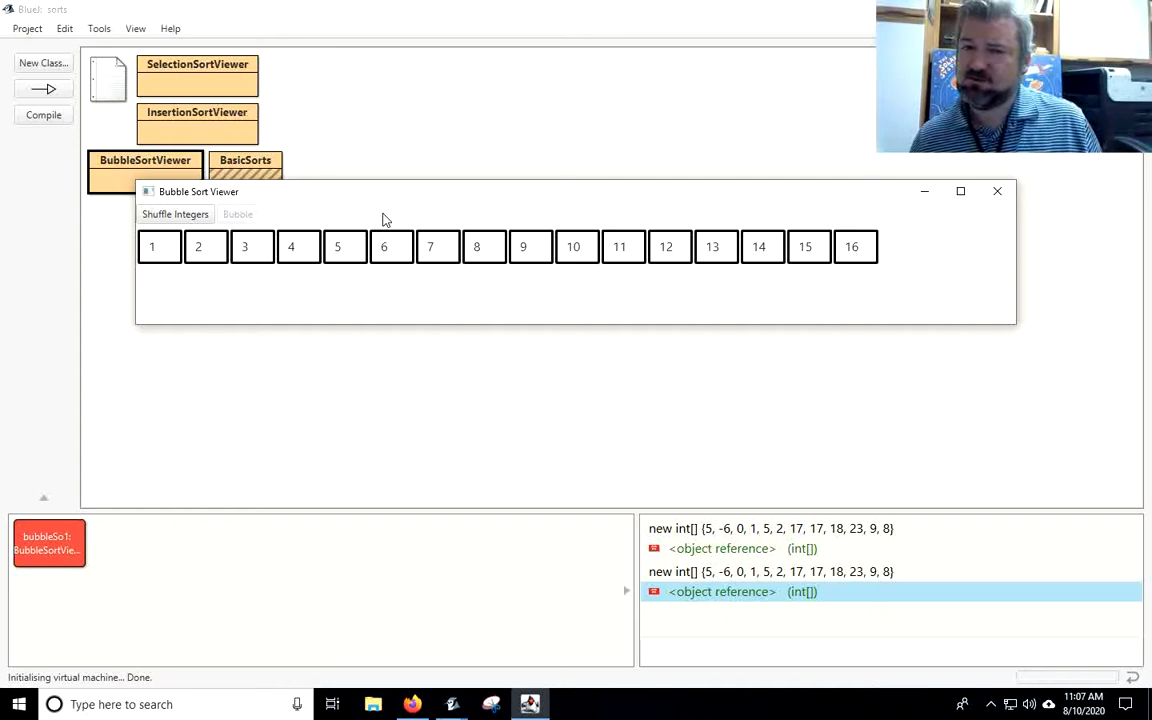 BlueJ: sorts
Project Edit Tools View Help
New Class...
Compile
SelectionSortViewer
InsertionSortViewer
BubbleSortViewer
BasicSorts
Bubble Sort Viewer
Shuffle Integers Bubble
1 2 3 4 5 6 7 8 9 10 11 12 13 14 15 16
bubbleSo1:
BubbleSortVie...
new int[] {5, -6, 0, 1, 5, 2, 17, 17, 18, 23, 9, 8}
<object reference> (int[])
new int[] {5, -6, 0, 1, 5, 2, 17, 17, 18, 23, 9, 8}
<object reference> (int[])
Initialising virtual machine... Done.
Type here to search
11:07 AM
8/10/2020